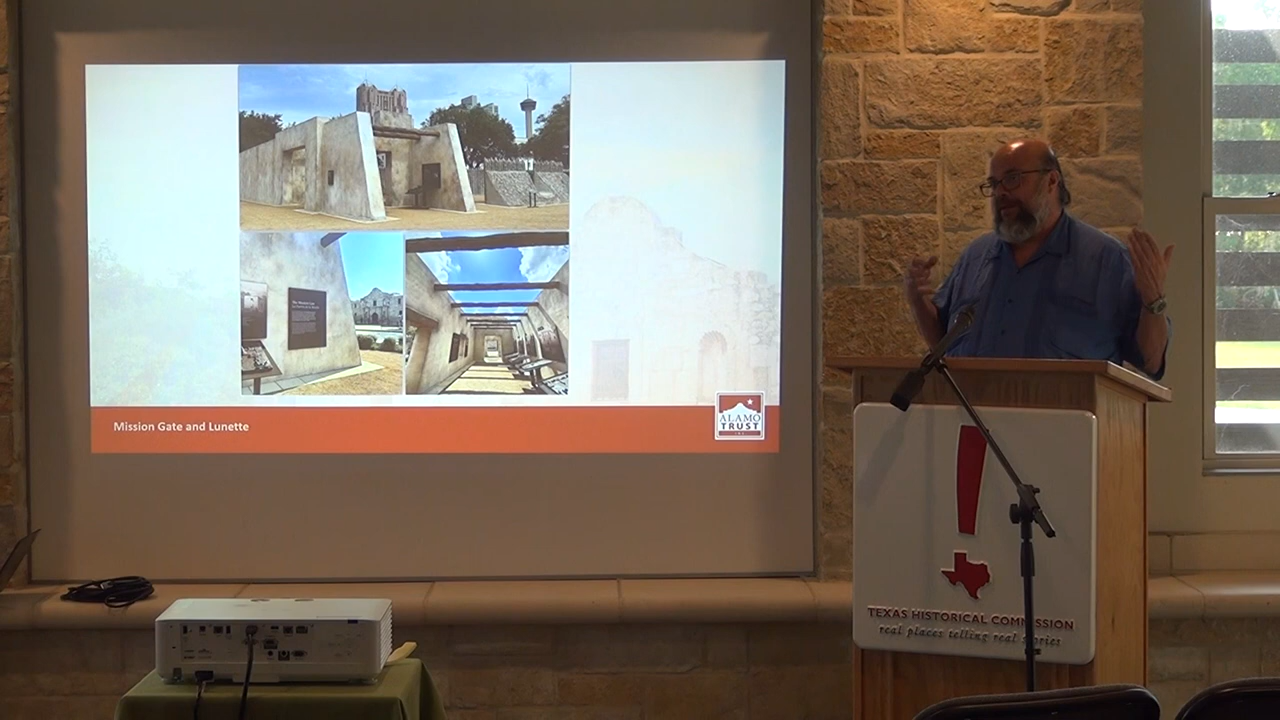 Mission Gate and Lunette
ALAMO
TRUST
TEXAS HISTORICAL COMMISSION
real places telling real stories